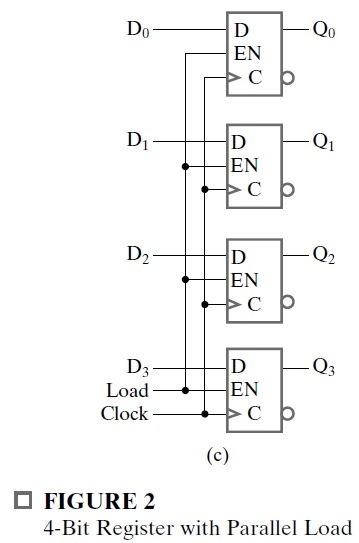 D₀ D Q₀
EN
C
D₁ D Q₁
EN
C
D₂ D Q₂
EN
C
D₃ D Q₃
Load EN
Clock C
(c)
FIGURE 2
4-Bit Register with Parallel Load